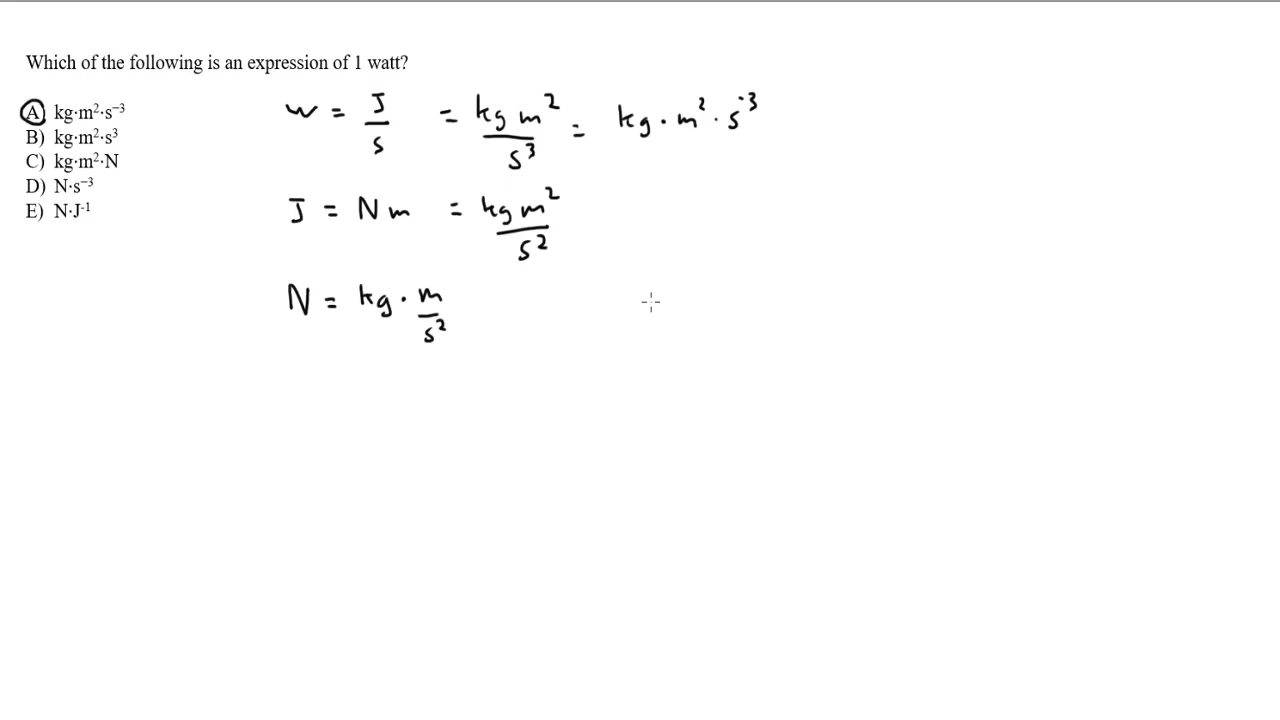 Which of the following is an expression of 1 watt?
A) kg·m²·s⁻³
B) kg·m²·s³
C) kg·m²·N
D) N·s⁻³
E) N·J⁻¹
W = J/s = kg m²/s³ = kg · m² · s⁻³
J = N m = kg m²/s²
N = kg · m/s²